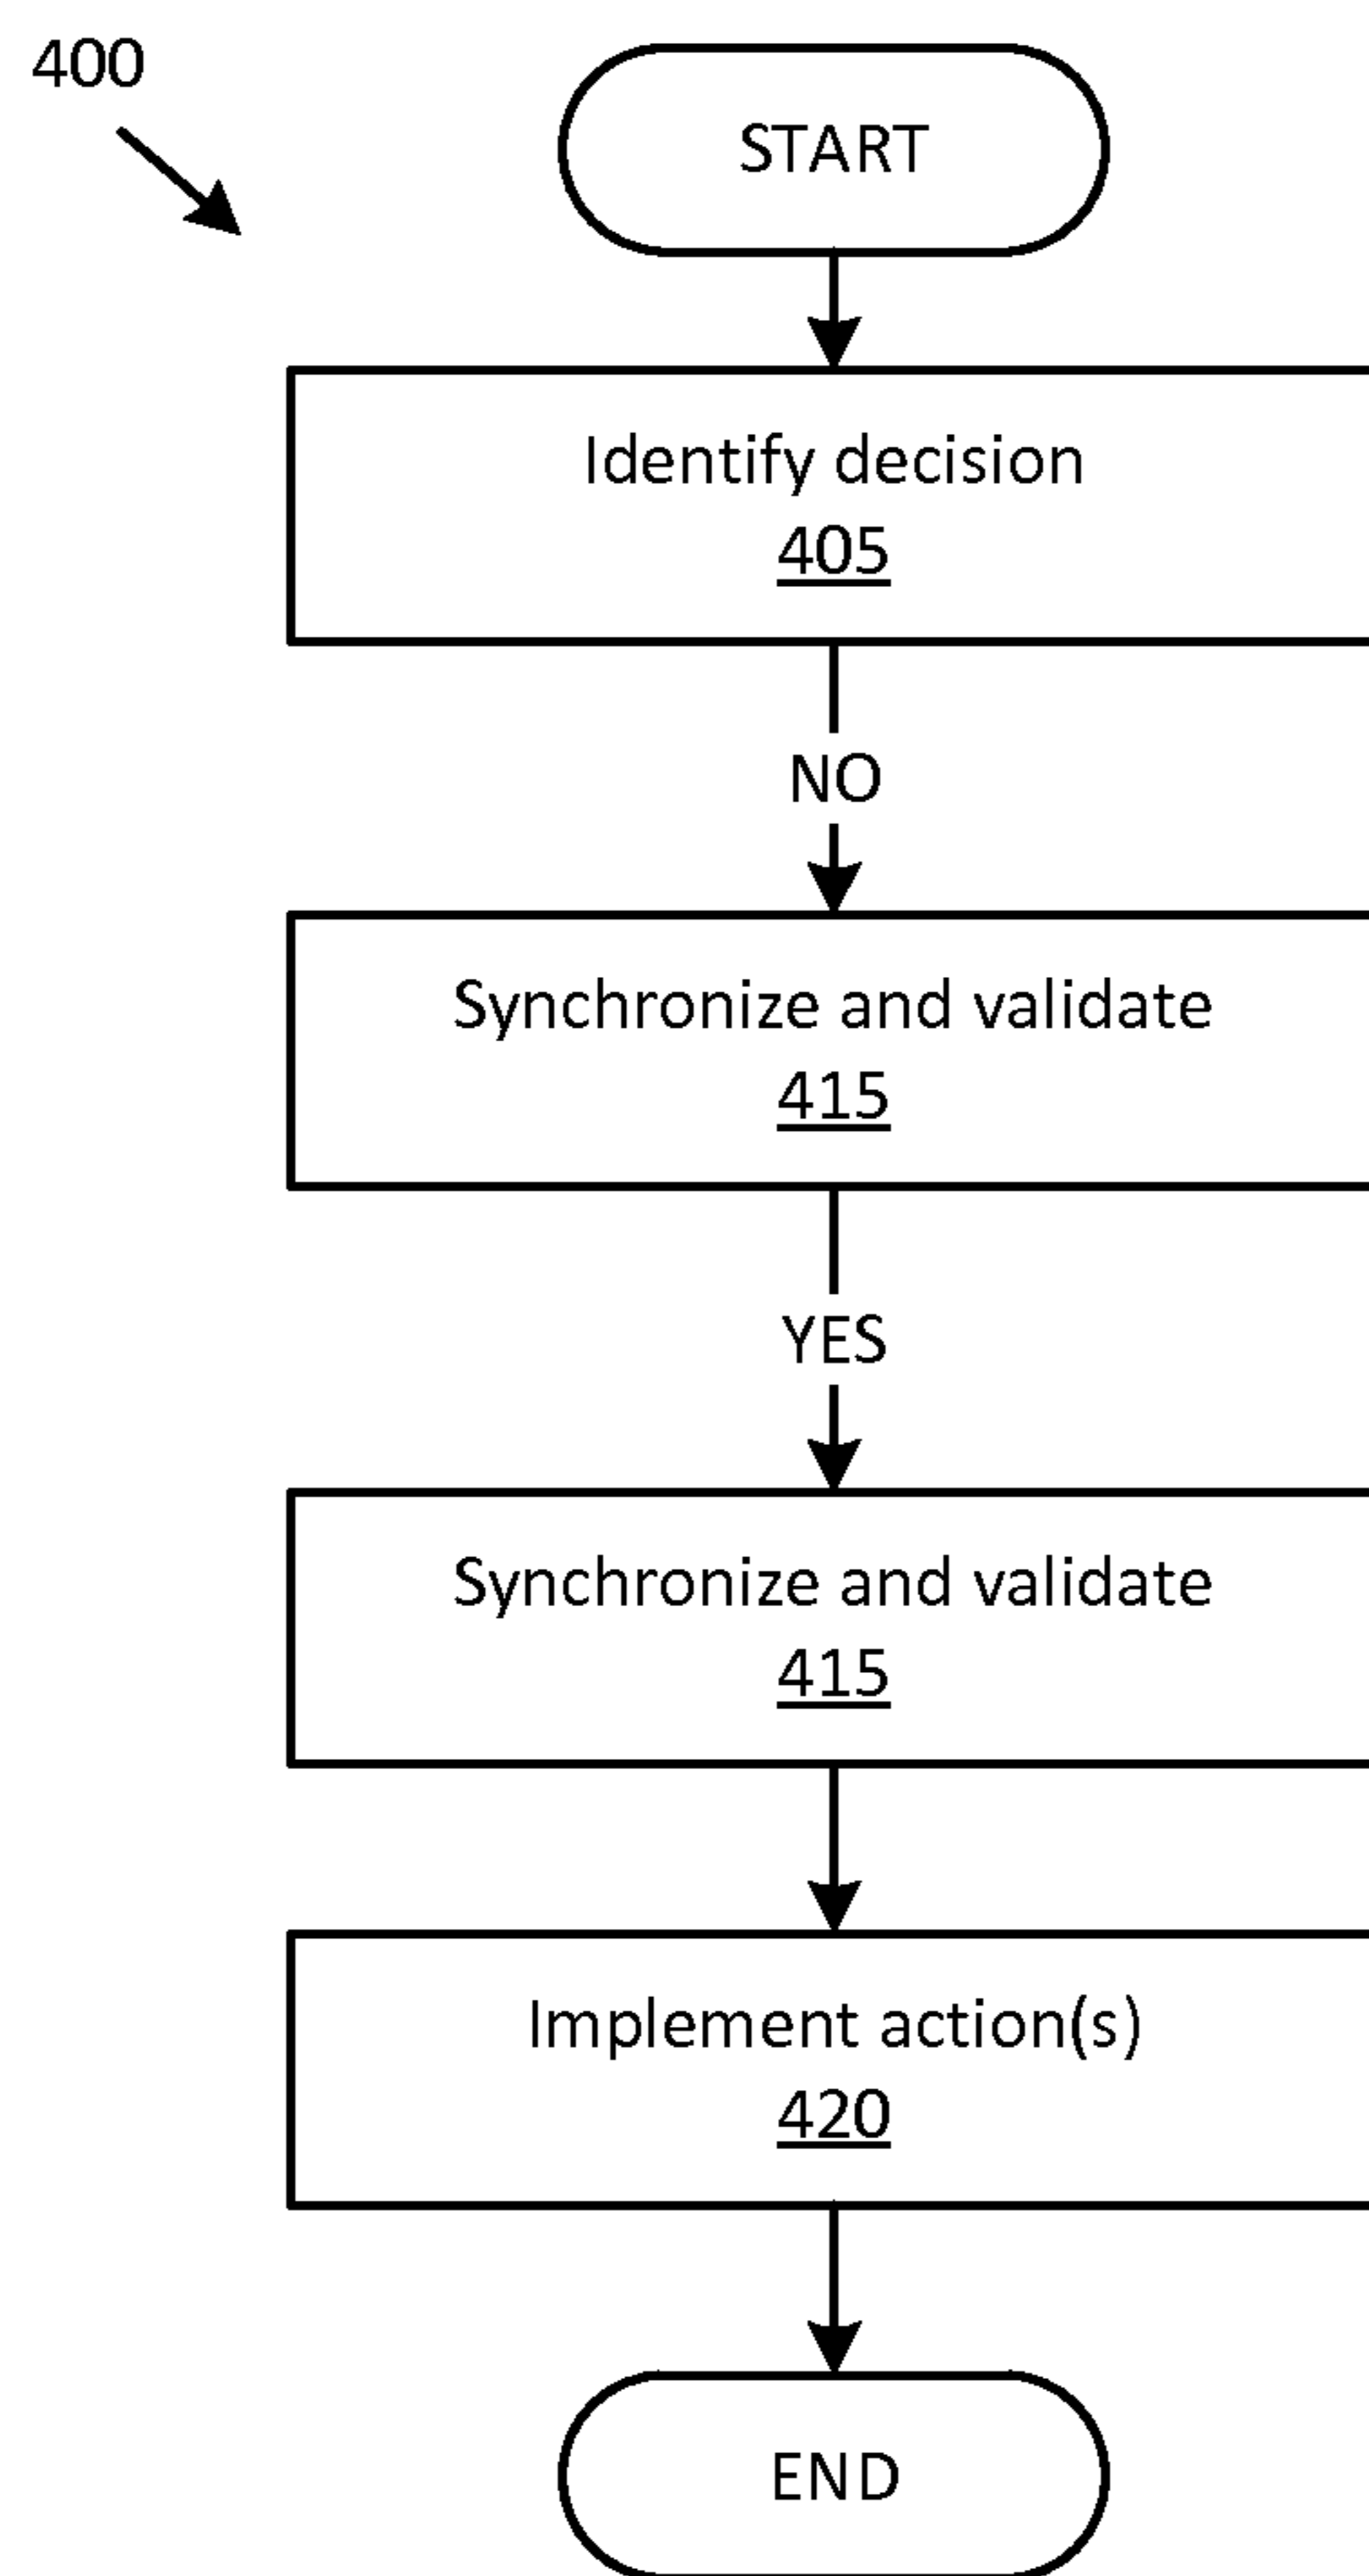 400
START
Identify decision
405
NO
Synchronize and validate
415
YES
Synchronize and validate
415
Implement action(s)
420
END